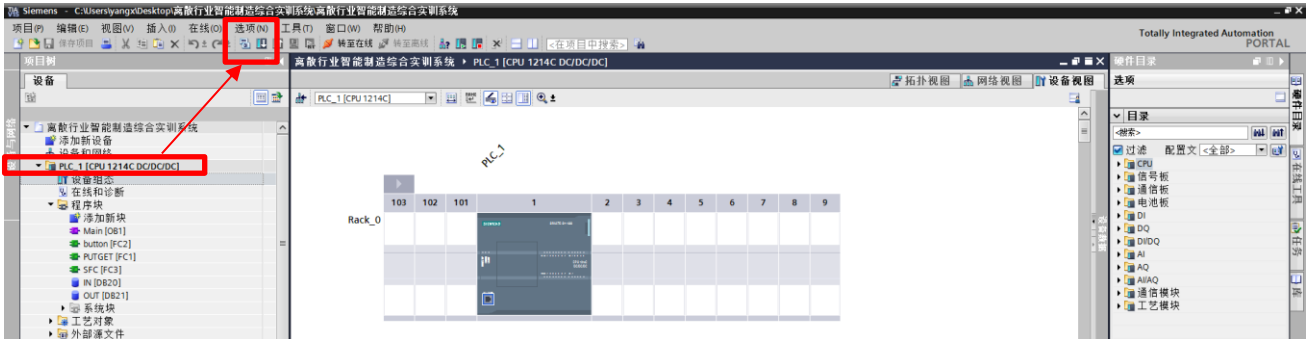 Siemens - C:\Users\yangx\Desktop\离散行业智能制造综合实训系统\离散行业智能制造综合实训系统
项目(P) 编辑(E) 视图(V) 插入(I) 在线(O) 选项(N) 工具(T) 窗口(W) 帮助(H)
Totally Integrated Automation
PORTAL
保存项目 转至在线 转至离线 <在项目中搜索>
项目树
离散行业智能制造综合实训系统 ▸ PLC_1 [CPU 1214C DC/DC/DC]
硬件目录
设备
拓扑视图 网络视图 设备视图
选项
PLC_1 [CPU 1214C]
离散行业智能制造综合实训系统
添加新设备
设备和网络
PLC_1 [CPU 1214C DC/DC/DC]
设备组态
在线和诊断
程序块
添加新块
Main [OB1]
button [FC2]
PUTGET [FC1]
SFC [FC3]
IN [DB20]
OUT [DB21]
系统块
工艺对象
外部源文件
PLC_1
103 102 101 1 2 3 4 5 6 7 8 9
Rack_0
SIEMENS
目录
<搜索>
过滤 配置文 <全部>
CPU
信号板
通信板
电池板
DI
DQ
DI/DQ
AI
AQ
AI/AQ
通信模块
工艺模块
硬件目录
在线工具
任务
库